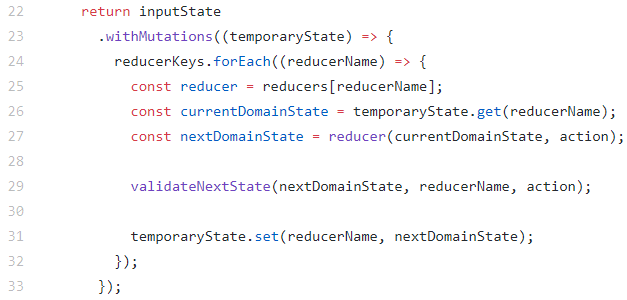 22 return inputState
23 .withMutations((temporaryState) => {
24 reducerKeys.forEach((reducerName) => {
25 const reducer = reducers[reducerName];
26 const currentDomainState = temporaryState.get(reducerName);
27 const nextDomainState = reducer(currentDomainState, action);
28
29 validateNextState(nextDomainState, reducerName, action);
30
31 temporaryState.set(reducerName, nextDomainState);
32 });
33 });